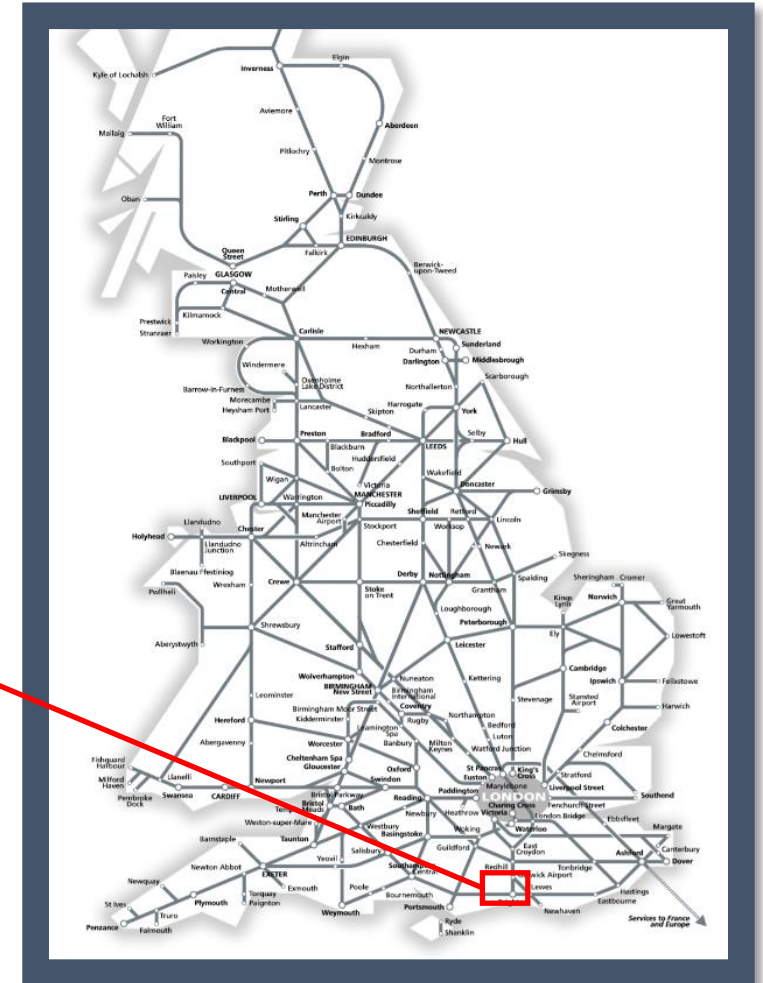 Elgin
Inverness
Kyle of Lochalsh
Aviemore
Fort
William
Mallaig
Aberdeen
Pitlochry
Montrose
Oban
Perth
Dundee
Stirling
Kirkcaldy
EDINBURGH
Falkirk
Queen
Street
GLASGOW
Central
Paisley
Motherwell
Berwick-
upon-Tweed
Prestwick
Stranraer
Kilmarnock
Carlisle
NEWCASTLE
Sunderland
Workington
Hexham
Durham
Darlington
Middlesbrough
Windermere
Oxenholme
Lake District
Scarborough
Barrow-in-Furness
Northallerton
Morecambe
Heysham Port
Lancaster
Harrogate
York
Skipton
Blackpool
Preston
Bradford
LEEDS
Selby
Hull
Blackburn
Huddersfield
Southport
Bolton
Wakefield
Wigan
Victoria
MANCHESTER
Piccadilly
Doncaster
Grimsby
LIVERPOOL
Warrington
Manchester
Airport
Stockport
Sheffield
Retford
Worksop
Lincoln
Llandudno
Holyhead
Llandudno
Junction
Chester
Altrincham
Chesterfield
Newark
Skegness
Blaenau Ffestiniog
Pwllheli
Wrexham
Crewe
Stoke
on Trent
Derby
Nottingham
Grantham
Spalding
Sheringham
Cromer
Kings
Lynn
Norwich
Great
Yarmouth
Loughborough
Peterborough
Ely
Lowestoft
Aberystwyth
Shrewsbury
Stafford
Leicester
Wolverhampton
BIRMINGHAM
New Street
Nuneaton
Birmingham
International
Kettering
Cambridge
Ipswich
Felixstowe
Leominster
Birmingham Moor Street
Kidderminster
Coventry
Rugby
Northampton
Stevenage
Stansted
Airport
Harwich
Hereford
Leamington
Spa
Bedford
Colchester
Abergavenny
Worcester
Banbury
Milton
Keynes
Luton
Watford Junction
Chelmsford
Cheltenham Spa
Gloucester
Oxford
St Pancras
King's
Cross
Euston
Stratford
Fishguard
Harbour
Milford
Haven
Pembroke
Dock
Llanelli
Swansea
CARDIFF
Newport
Swindon
Bristol Parkway
Bristol
Temple Meads
Bath
Reading
Paddington
Marylebone
LONDON
Liverpool Street
Southend
Charing Cross
Fenchurch Street
Weston-super-Mare
Newbury
Heathrow
Victoria
London Bridge
Ebbsfleet
Waterloo
Margate
Barnstaple
Taunton
Westbury
Basingstoke
Woking
Salisbury
Guildford
East
Croydon
Canterbury
Ashford
Dover
Newton Abbot
Yeovil
Southampton
Central
Redhill
Gatwick Airport
Tonbridge
Newquay
EXETER
Exmouth
Poole
Bournemouth
Lewes
Hastings
Eastbourne
St Ives
Truro
Plymouth
Torquay
Paignton
Weymouth
Portsmouth
Newhaven
Penzance
Falmouth
Ryde
Shanklin
Services to France
and Europe